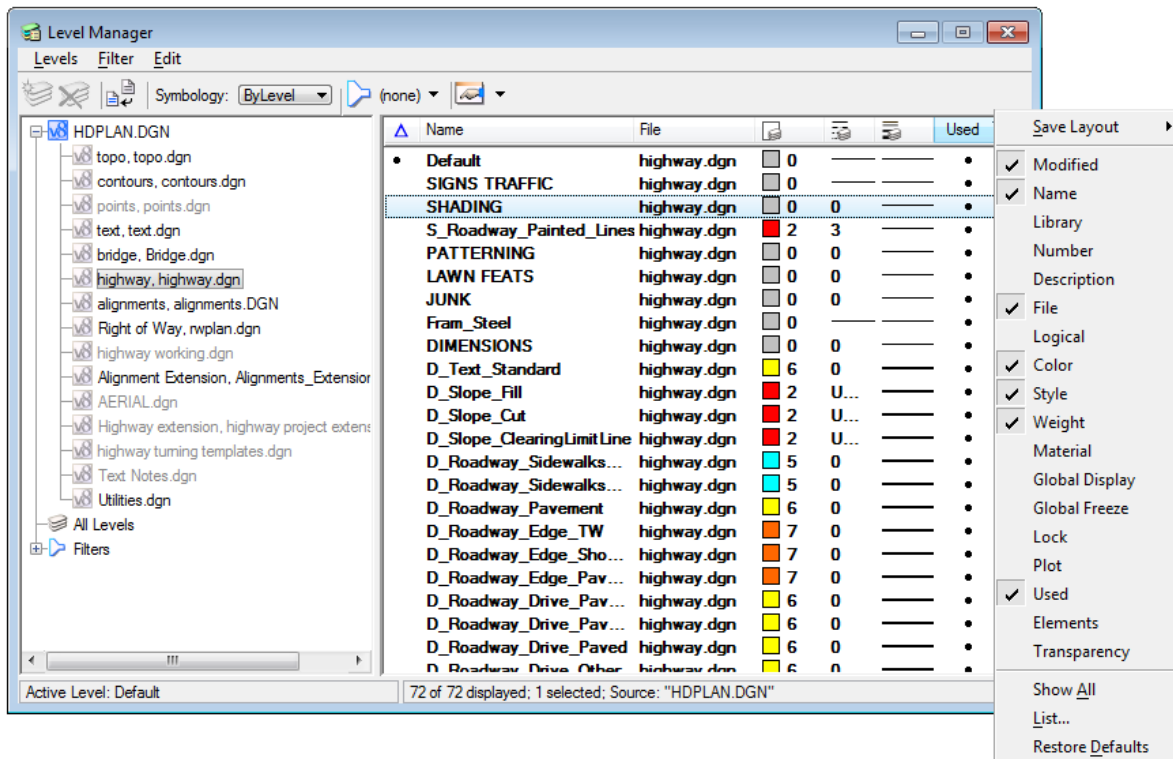 Level Manager
Levels Filter Edit
Symbology: ByLevel (none)
HDPLAN.DGN
topo, topo.dgn
contours, contours.dgn
points, points.dgn
text, text.dgn
bridge, Bridge.dgn
highway, highway.dgn
alignments, alignments.DGN
Right of Way, rwplan.dgn
highway working.dgn
Alignment Extension, Alignments_Extension
AERIAL.dgn
Highway extension, highway project extens
highway turning templates.dgn
Text Notes.dgn
Utilities.dgn
All Levels
Filters
Name File Used
Default highway.dgn 0
SIGNS TRAFFIC highway.dgn 0
SHADING highway.dgn 0 0
S_Roadway_Painted_Lines highway.dgn 2 3
PATTERNING highway.dgn 0 0
LAWN FEATS highway.dgn 0 0
JUNK highway.dgn 0 0
Fram_Steel highway.dgn 0
DIMENSIONS highway.dgn 0 0
D_Text_Standard highway.dgn 6 0
D_Slope_Fill highway.dgn 2 U...
D_Slope_Cut highway.dgn 2 U...
D_Slope_ClearingLimitLine highway.dgn 2 U...
D_Roadway_Sidewalks... highway.dgn 5 0
D_Roadway_Sidewalks... highway.dgn 5 0
D_Roadway_Pavement highway.dgn 6 0
D_Roadway_Edge_TW highway.dgn 7 0
D_Roadway_Edge_Sho... highway.dgn 7 0
D_Roadway_Edge_Pav... highway.dgn 7 0
D_Roadway_Drive_Pav... highway.dgn 6 0
D_Roadway_Drive_Pav... highway.dgn 6 0
D_Roadway_Drive_Paved highway.dgn 6 0
D_Roadway_Drive_Other highway.dgn 6 0
Active Level: Default
72 of 72 displayed; 1 selected; Source: "HDPLAN.DGN"
Save Layout
Modified
Name
Library
Number
Description
File
Logical
Color
Style
Weight
Material
Global Display
Global Freeze
Lock
Plot
Used
Elements
Transparency
Show All
List...
Restore Defaults